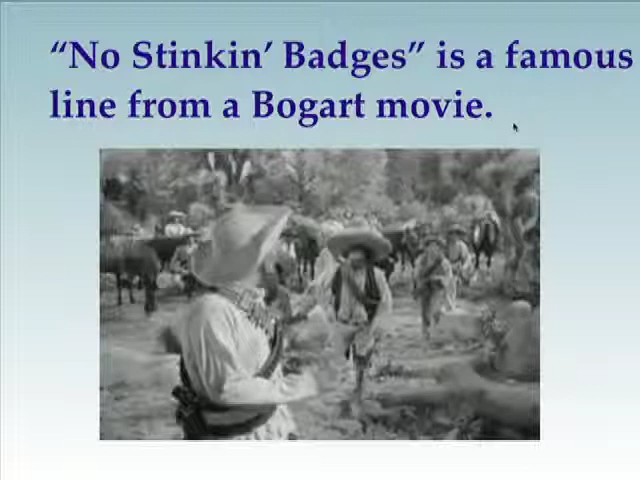 “No Stinkin’ Badges” is a famous
line from a Bogart movie.